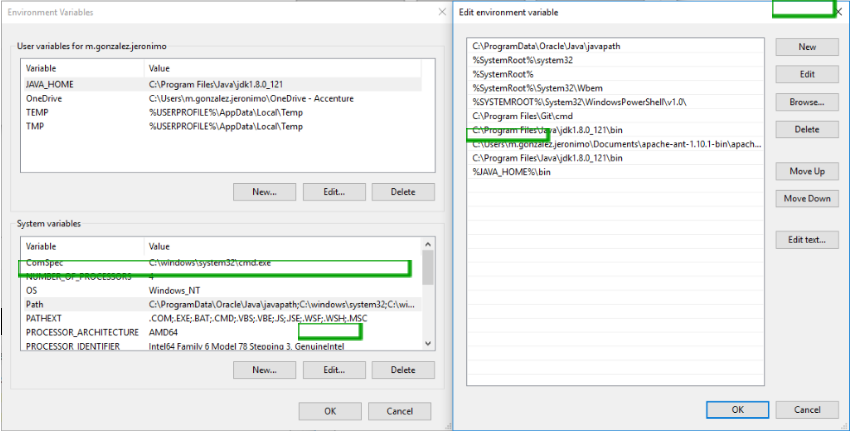 Environment Variables
User variables for m.gonzalez.jeronimo
Variable Value
JAVA_HOME C:\Program Files\Java\jdk1.8.0_121
OneDrive C:\Users\m.gonzalez.jeronimo\OneDrive - Accenture
TEMP %USERPROFILE%\AppData\Local\Temp
TMP %USERPROFILE%\AppData\Local\Temp
New... Edit... Delete
System variables
Variable Value
ComSpec C:\windows\system32\cmd.exe
NUMBER_OF_PROCESSORS 4
OS Windows_NT
Path C:\ProgramData\Oracle\Java\javapath;C:\windows\system32;C:\wi...
PATHEXT .COM;.EXE;.BAT;.CMD;.VBS;.VBE;.JS;.JSE;.WSF;.WSH;.MSC
PROCESSOR_ARCHITECTURE AMD64
PROCESSOR_IDENTIFIER Intel64 Family 6 Model 78 Stepping 3, GenuineIntel
New... Edit... Delete
OK Cancel
Edit environment variable
C:\ProgramData\Oracle\Java\javapath
%SystemRoot%\system32
%SystemRoot%
%SystemRoot%\System32\Wbem
%SYSTEMROOT%\System32\WindowsPowerShell\v1.0\
C:\Program Files\Git\cmd
C:\Program Files\Java\jdk1.8.0_121\bin
C:\Users\m.gonzalez.jeronimo\Documents\apache-ant-1.10.1-bin\apach...
C:\Program Files\Java\jdk1.8.0_121\bin
%JAVA_HOME%\bin
New
Edit
Browse...
Delete
Move Up
Move Down
Edit text...
OK Cancel